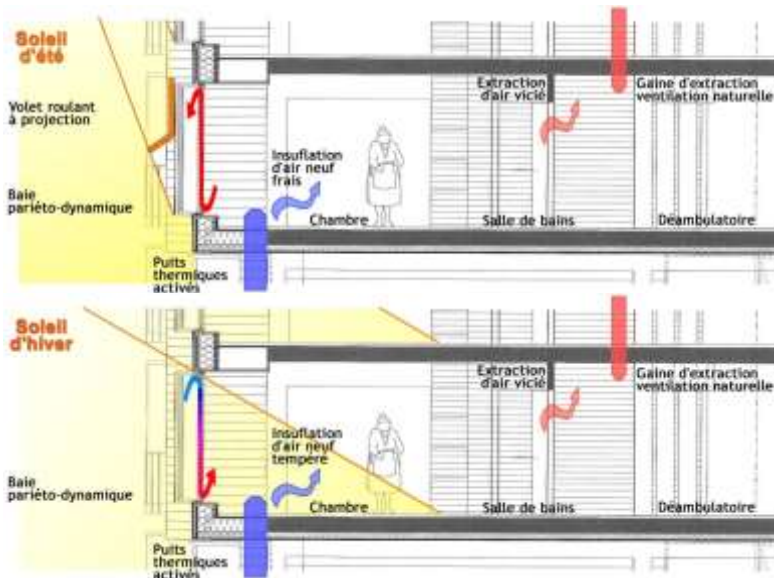 Soleil
d'été
Volet roulant
à projection
Baie
pariéto-dynamique
Puits
thermiques
activés
Insuflation
d'air neuf
frais
Chambre
Extraction
d'air vicié
Salle de bains
Gaine d'extraction
ventilation naturelle
Déambulatoire
Soleil
d'hiver
Baie
pariéto-dynamique
Puits
thermiques
activés
Insuflation
d'air neuf
tempéré
Chambre
Extraction
d'air vicié
Salle de bains
Gaine d'extraction
ventilation naturelle
Déambulatoire